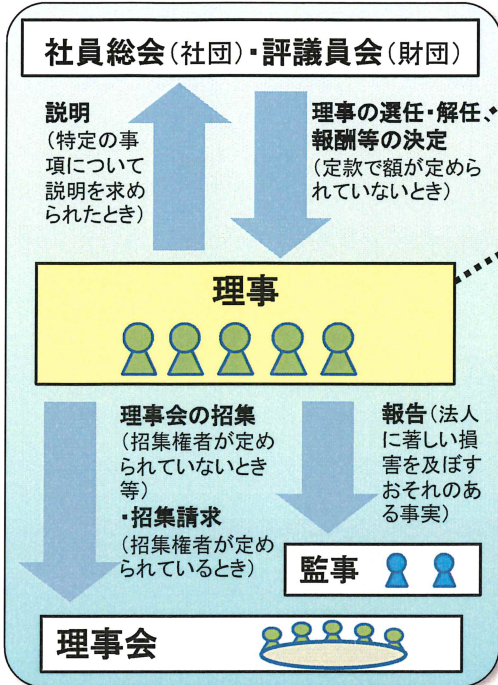 社員総会(社団)・評議員会(財団)
説明
(特定の事
項について
説明を求め
られたとき)
理事の選任・解任、
報酬等の決定
(定款で額が定めら
れていないとき)
理事
理事会の招集
(招集権者が定め
られていないとき
等)
・招集請求
(招集権者が定め
られているとき)
報告(法人
に著しい損
害を及ぼす
おそれのあ
る事実)
監事
理事会